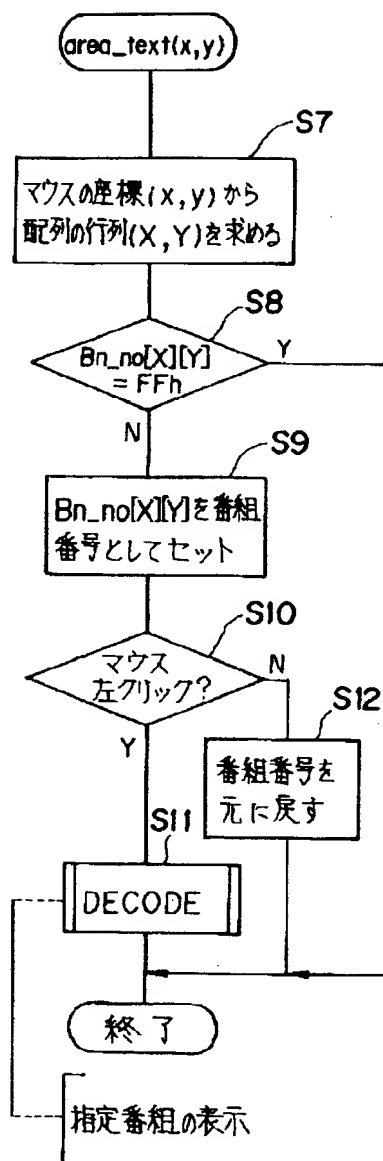 area_text(x,y)
S7
マウスの座標(x,y)から
配列の行列(X,Y)を求める
S8
Bn_no[X][Y]
= FFh
Y
N
S9
Bn_no[X][Y]を番組
番号としてセット
S10
マウス
左クリック?
N
Y
S12
番組番号を
元に戻す
S11
DECODE
終了
指定番組の表示